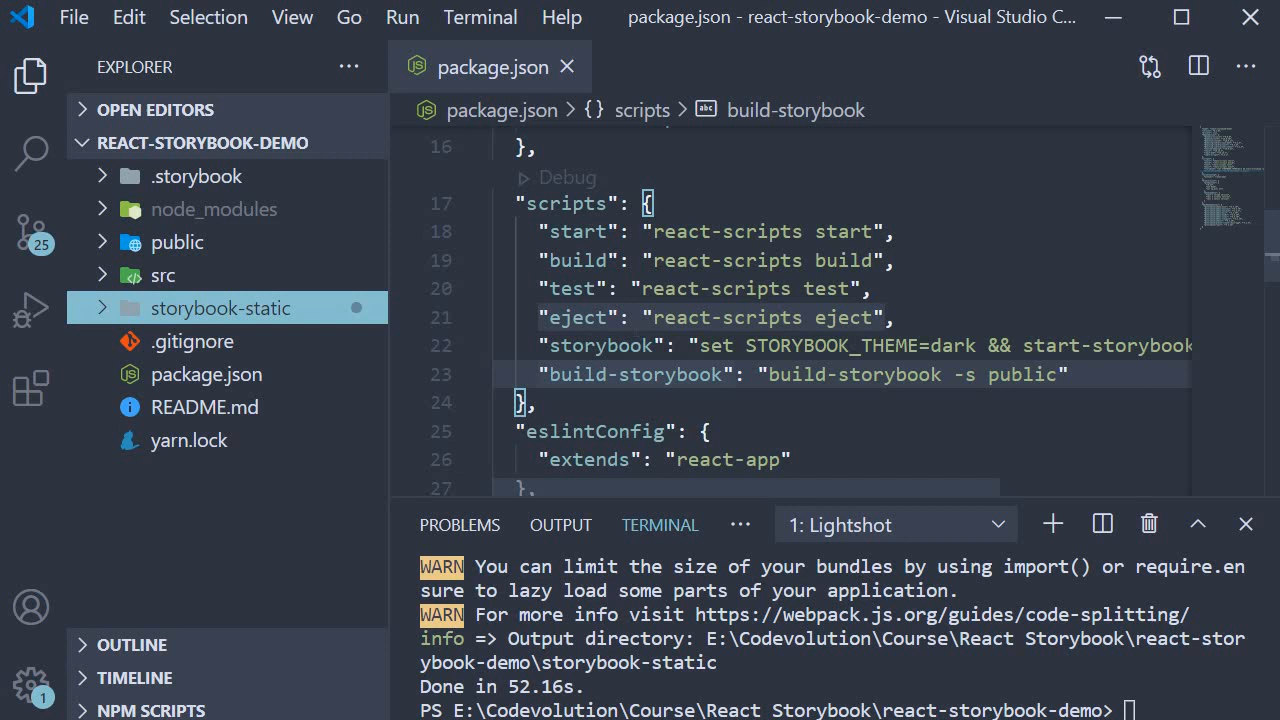 File Edit Selection View Go Run Terminal Help package.json - react-storybook-demo - Visual Studio C...
EXPLORER
OPEN EDITORS
REACT-STORYBOOK-DEMO
.storybook
node_modules
public
src
storybook-static
.gitignore
package.json
README.md
yarn.lock
OUTLINE
TIMELINE
NPM SCRIPTS
25
1
package.json
package.json > {} scripts > abc build-storybook
16 },
Debug
17 "scripts": {
18 "start": "react-scripts start",
19 "build": "react-scripts build",
20 "test": "react-scripts test",
21 "eject": "react-scripts eject",
22 "storybook": "set STORYBOOK_THEME=dark && start-storybook
23 "build-storybook": "build-storybook -s public"
24 },
25 "eslintConfig": {
26 "extends": "react-app"
27 },
PROBLEMS OUTPUT TERMINAL ... 1: Lightshot
WARN You can limit the size of your bundles by using import() or require.en
sure to lazy load some parts of your application.
WARN For more info visit https://webpack.js.org/guides/code-splitting/
info => Output directory: E:\Codevolution\Course\React Storybook\react-stor
ybook-demo\storybook-static
Done in 52.16s.
PS E:\Codevolution\Course\React Storybook\react-storybook-demo>